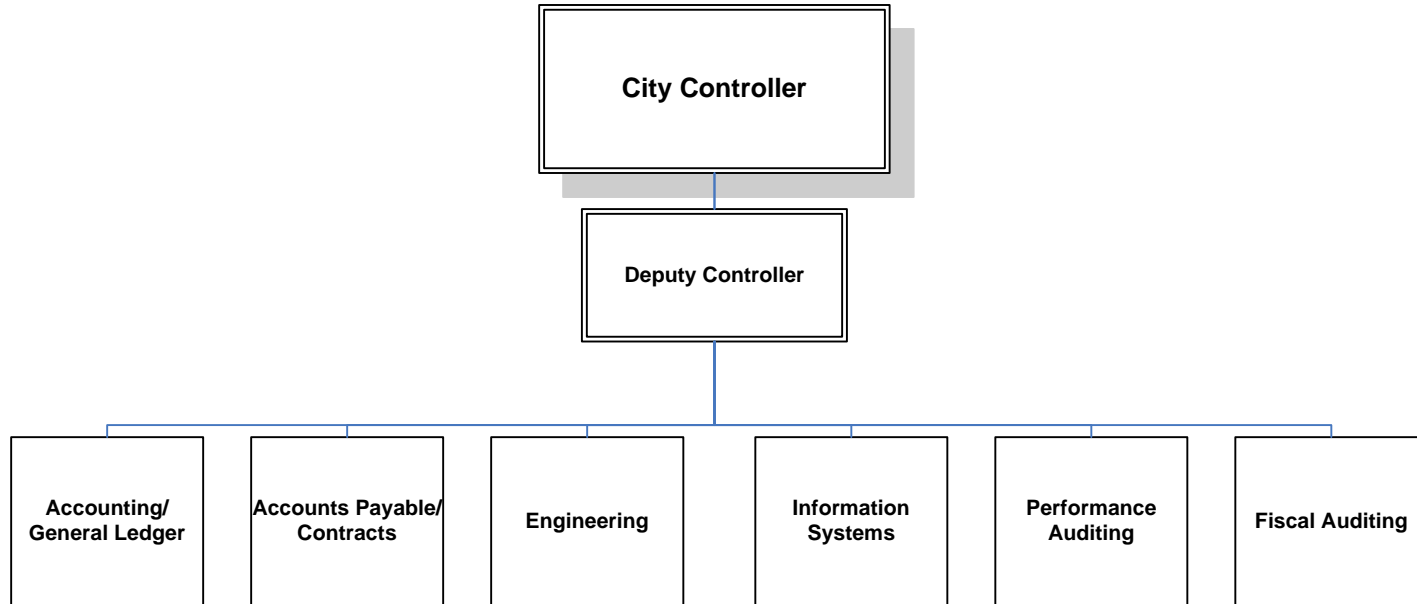 City Controller
Deputy Controller
Accounting/
General Ledger
Accounts Payable/
Contracts
Engineering
Information
Systems
Performance
Auditing
Fiscal Auditing